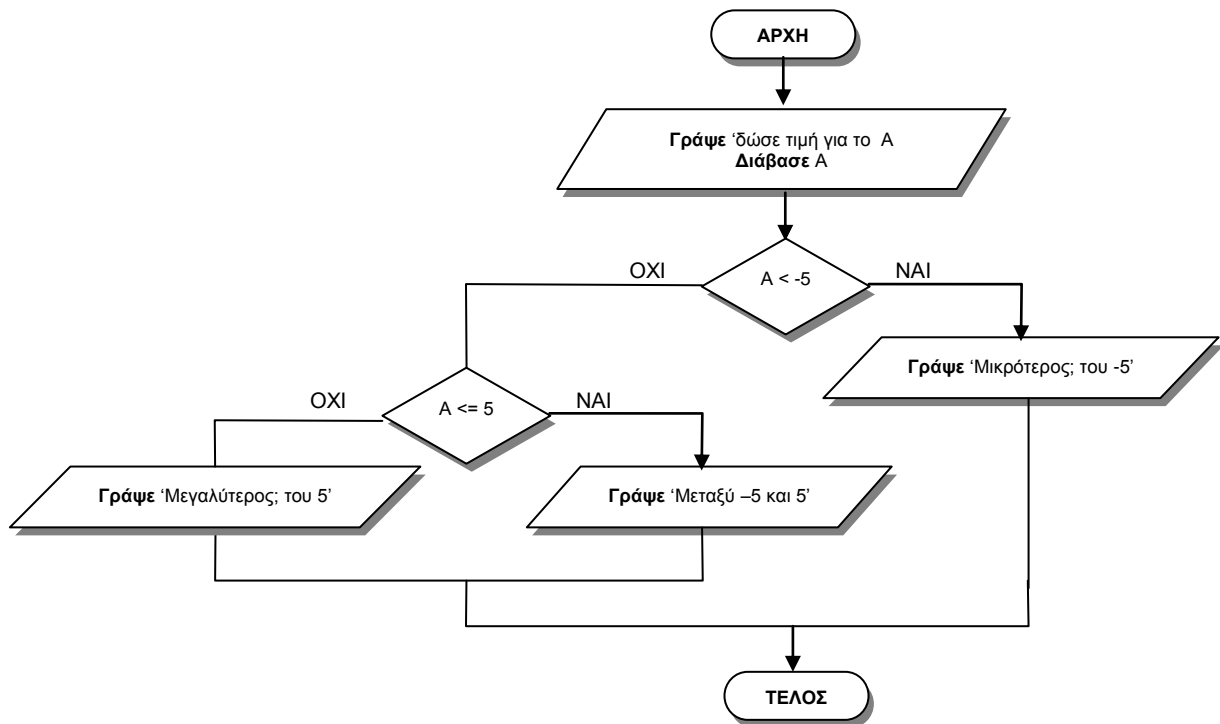 ΑΡΧΗ
Γράψε ‘δώσε τιμή για το Α
Διάβασε Α
ΟΧΙ
Α < -5
ΝΑΙ
Γράψε ‘Μικρότερος; του -5’
ΟΧΙ
Α <= 5
ΝΑΙ
Γράψε ‘Μεγαλύτερος; του 5’
Γράψε ‘Μεταξύ –5 και 5’
ΤΕΛΟΣ